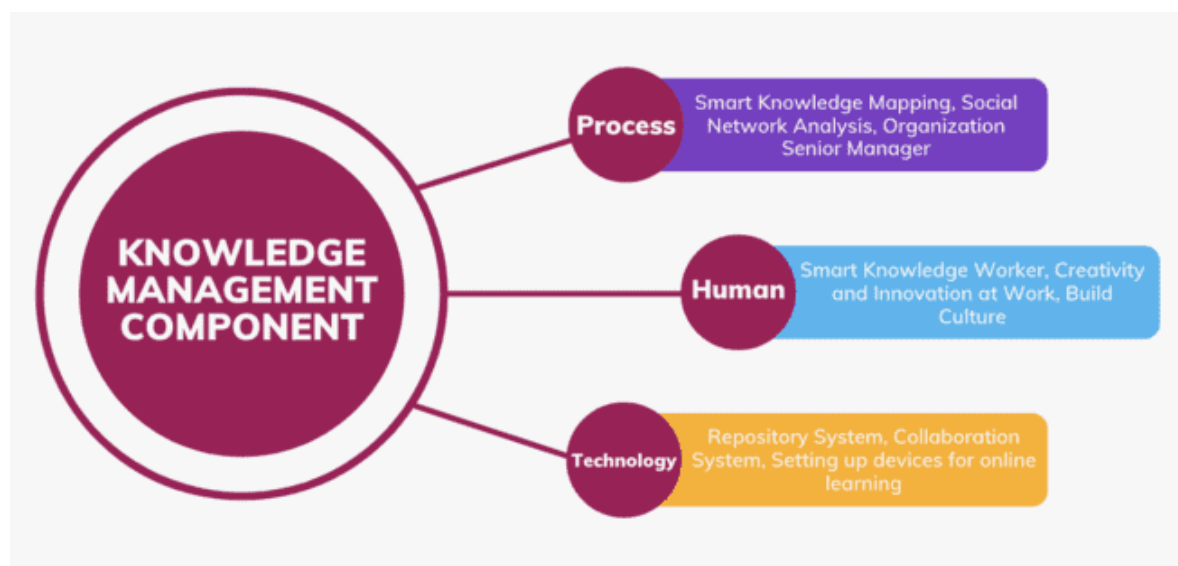 KNOWLEDGE
MANAGEMENT
COMPONENT
Process
Smart Knowledge Mapping, Social
Network Analysis, Organization
Senior Manager
Human
Smart Knowledge Worker, Creativity
and Innovation at Work, Build
Culture
Technology
Repository System, Collaboration
System, Setting up devices for online
learning